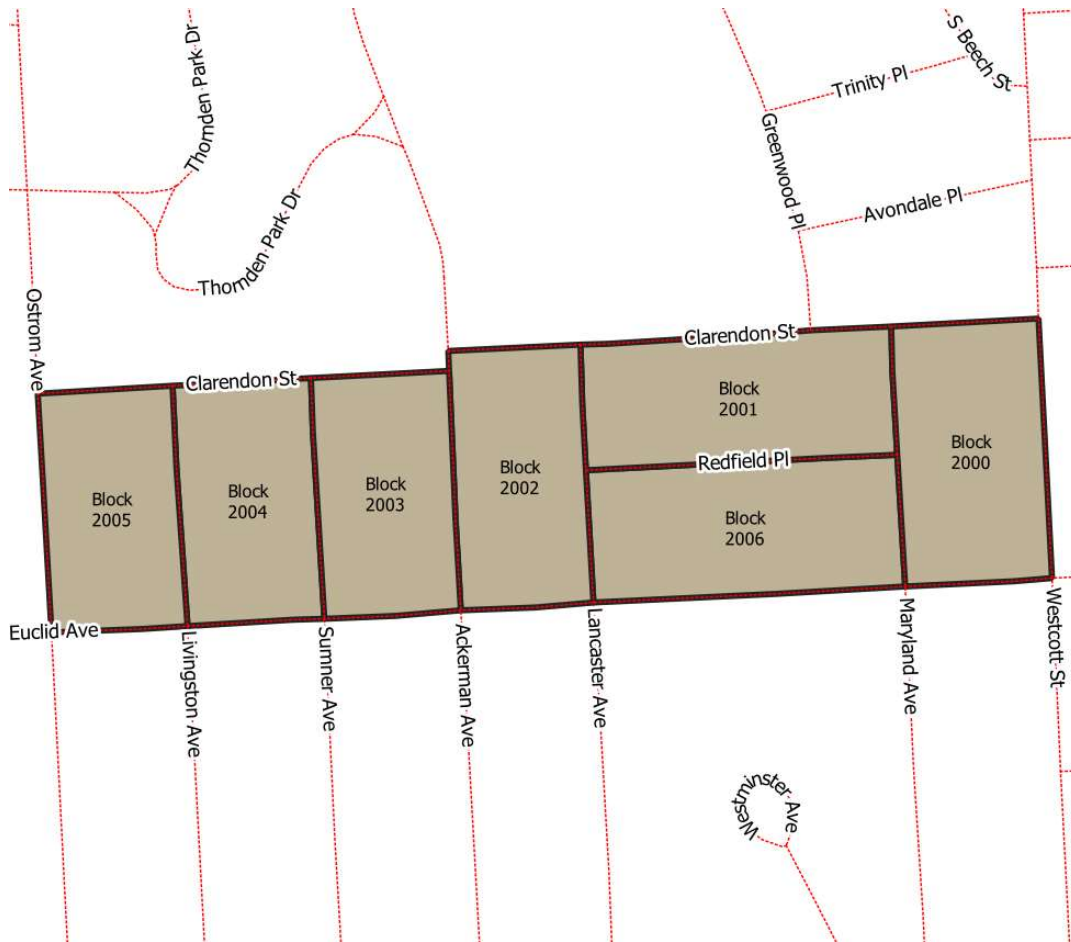 Thornden Park Dr
S Beech St
Trinity Pl
Greenwood Pl
Thornden Park Dr
Avondale Pl
Ostrom Ave
Clarendon St
Clarendon St
Block
2001
Block
2000
Redfield Pl
Block
2002
Block
2003
Block
2004
Block
2005
Block
2006
Euclid Ave
Livingston Ave
Sumner Ave
Ackerman Ave
Lancaster Ave
Maryland Ave
Westcott St
Westminster Ave